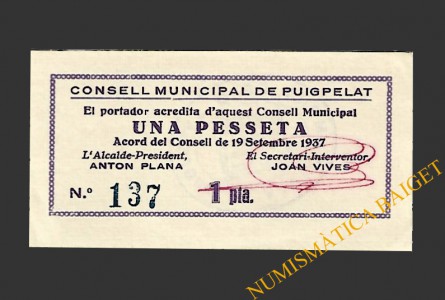 CONSELL MUNICIPAL DE PUIGPELAT
El portador acredita d'aquest Consell Municipal
UNA PESSETA
Acord del Consell de 19 Setembre 1937
L'Alcalde-President, El Secretari-Interventor,
ANTON PLANA JOAN VIVES
N.º 137 1 pta.
NUMISMÀTICA BAIGET